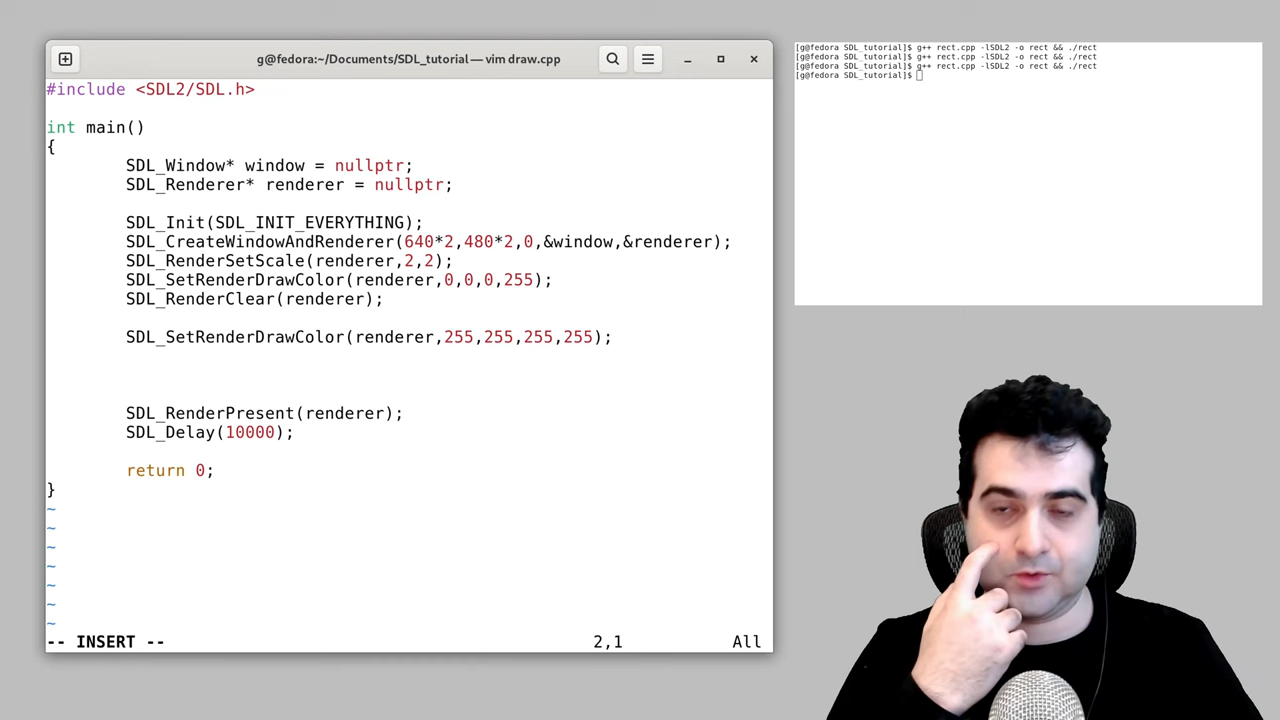 g@fedora:~/Documents/SDL_tutorial — vim draw.cpp
#include <SDL2/SDL.h>
int main()
{
SDL_Window* window = nullptr;
SDL_Renderer* renderer = nullptr;
SDL_Init(SDL_INIT_EVERYTHING);
SDL_CreateWindowAndRenderer(640*2,480*2,0,&window,&renderer);
SDL_RenderSetScale(renderer,2,2);
SDL_SetRenderDrawColor(renderer,0,0,0,255);
SDL_RenderClear(renderer);
SDL_SetRenderDrawColor(renderer,255,255,255,255);
SDL_RenderPresent(renderer);
SDL_Delay(10000);
return 0;
}
~
~
~
~
~
~
~
-- INSERT -- 2,1 All
[g@fedora SDL_tutorial]$ g++ rect.cpp -lSDL2 -o rect && ./rect
[g@fedora SDL_tutorial]$ g++ rect.cpp -lSDL2 -o rect && ./rect
[g@fedora SDL_tutorial]$ g++ rect.cpp -lSDL2 -o rect && ./rect
[g@fedora SDL_tutorial]$